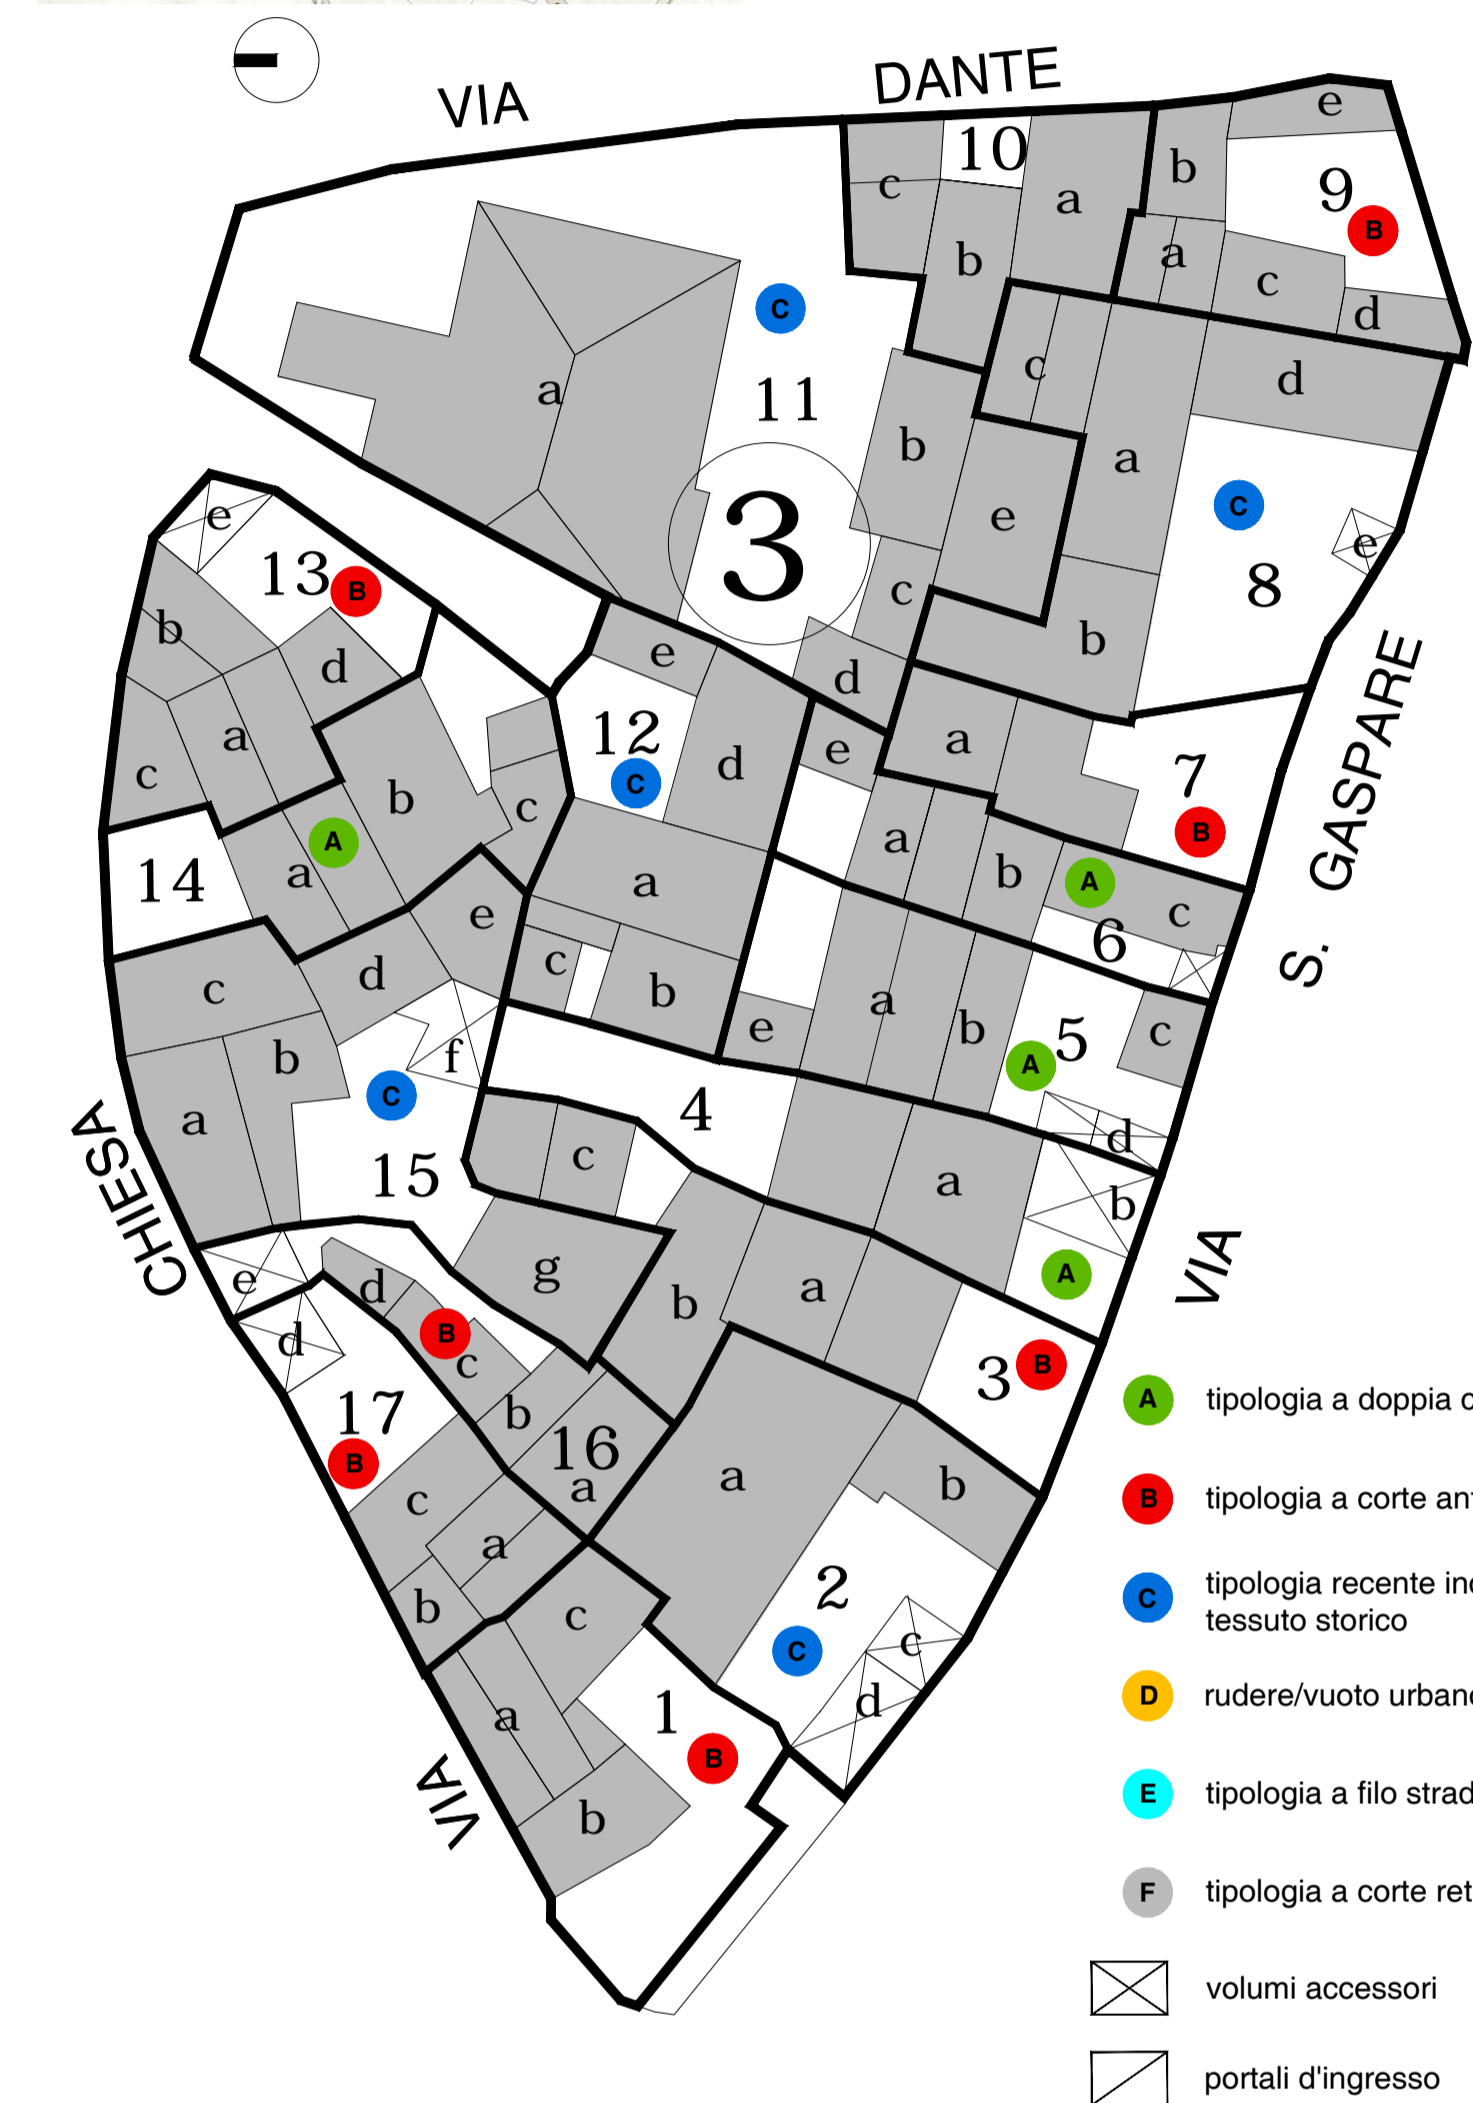 VIA DANTE
e
10
b
9
c
a
B
b
a
c
d
C
c
d
a
11
b
a
C
3
e
e
e
13
B
8
c
b
b
e
d
d
12
a
e
a
d
7
c
C
b
c
B
A
a
b
A
14
a
a
c
e
6
c
d
c
b
a
e
b
5
c
b
f
A
C
4
d
a
c
15
a
b
g
A
e
d
b
a
d
B
c
3
B
17
b
16
B
a
a
b
c
a
2
b
c
c
C
d
1
a
B
b
CHIESA
VIA
S. GASPARE
VIA
A tipologia a doppia c
B tipologia a corte ant
C tipologia recente in
tessuto storico
D rudere/vuoto urban
E tipologia a filo strad
F tipologia a corte ret
volumi accessori
portali d'ingresso